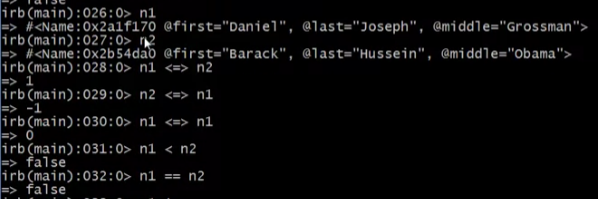 => false
irb(main):026:0> n1
=> #<Name:0x2a1f170 @first="Daniel", @last="Joseph", @middle="Grossman">
irb(main):027:0>
=> #<Name:0x2b54da0 @first="Barack", @last="Hussein", @middle="Obama">
irb(main):028:0> n1 <=> n2
=> 1
irb(main):029:0> n2 <=> n1
=> -1
irb(main):030:0> n1 <=> n1
=> 0
irb(main):031:0> n1 < n2
=> false
irb(main):032:0> n1 == n2
=> false